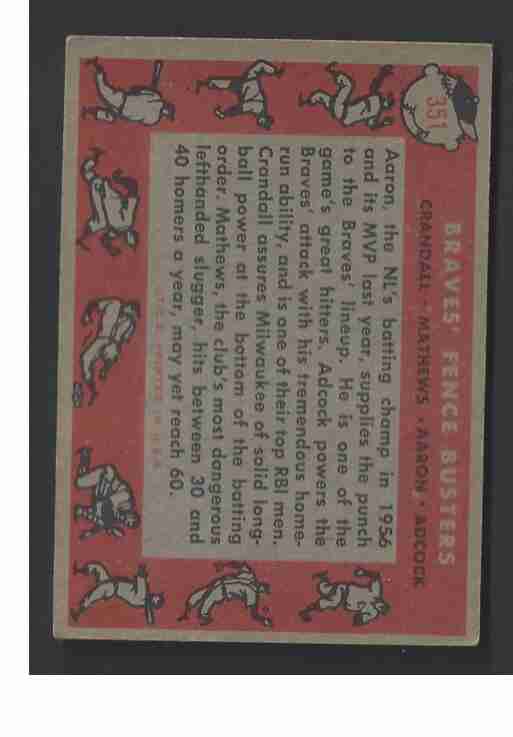 351
BRAVES' FENCE BUSTERS
CRANDALL - MATHEWS - AARON - ADCOCK
Aaron, the NL's batting champ in 1956
and its MVP last year, supplies the punch
to the Braves' lineup. He is one of the
game's great hitters. Adcock powers the
Braves' attack with his tremendous home-
run ability, and is one of their top RBI men.
Crandall assures Milwaukee of solid long-
ball power at the bottom of the batting
order. Mathews, the club's most dangerous
lefthanded slugger, hits between 30 and
40 homers a year, may yet reach 60.
PRINTED IN U.S.A.